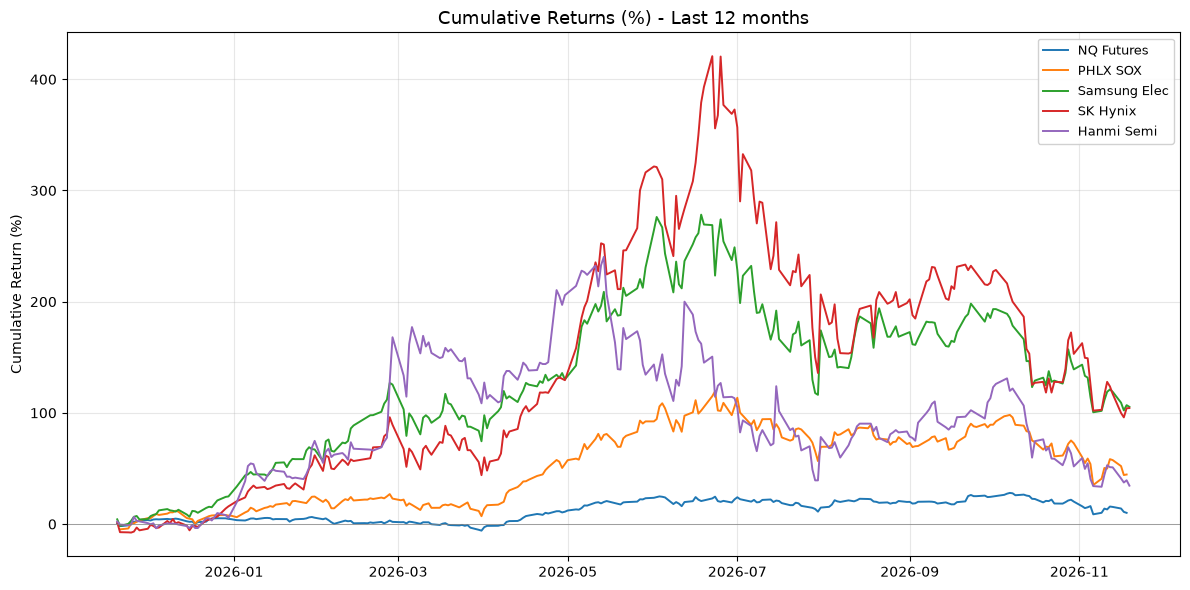 Cumulative Returns (%) - Last 12 months
NQ Futures
PHLX SOX
Samsung Elec
SK Hynix
Hanmi Semi
Cumulative Return (%)
400
300
200
100
0
2026-01
2026-03
2026-05
2026-07
2026-09
2026-11